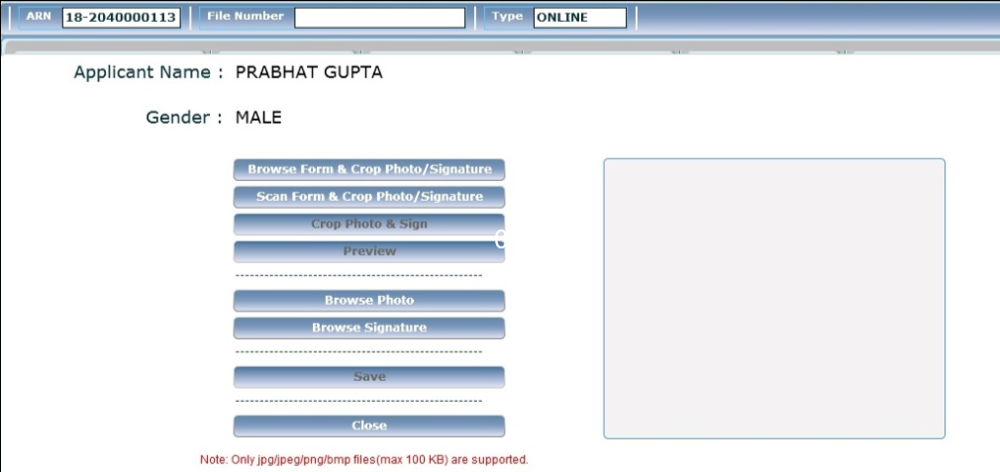 ARN 18-2040000113 File Number Type ONLINE
Applicant Name : PRABHAT GUPTA
Gender : MALE
Browse Form & Crop Photo/Signature
Scan Form & Crop Photo/Signature
Crop Photo & Sign
6
Preview
Browse Photo
Browse Signature
Save
Close
Note: Only jpg/jpeg/png/bmp files(max 100 KB) are supported.